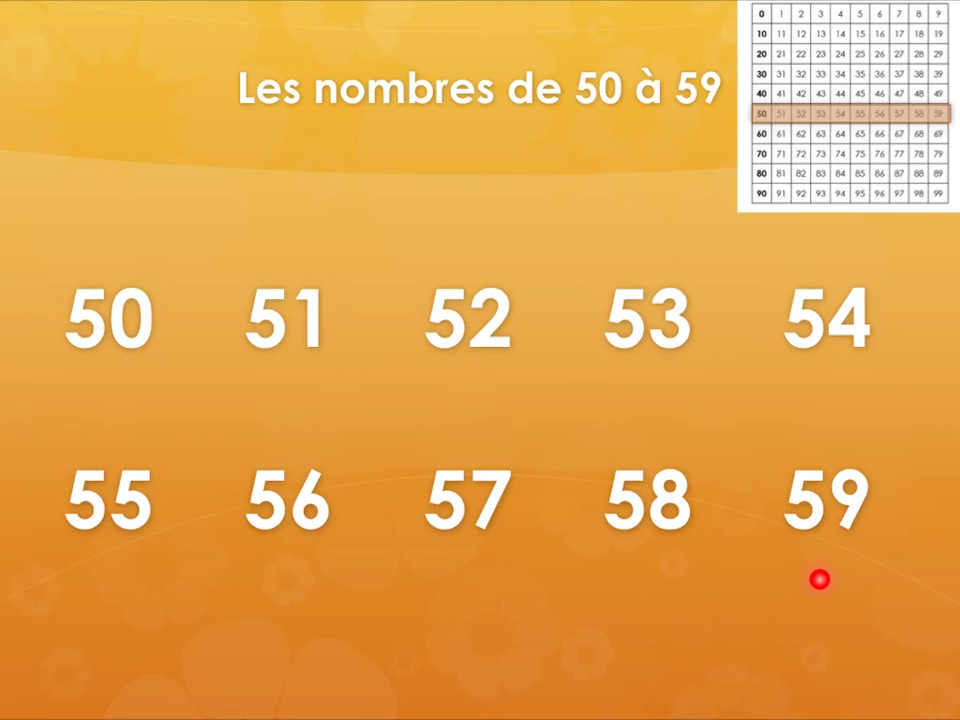 Les nombres de 50 à 59
0 1 2 3 4 5 6 7 8 9
10 11 12 13 14 15 16 17 18 19
20 21 22 23 24 25 26 27 28 29
30 31 32 33 34 35 36 37 38 39
40 41 42 43 44 45 46 47 48 49
50 51 52 53 54 55 56 57 58 59
60 61 62 63 64 65 66 67 68 69
70 71 72 73 74 75 76 77 78 79
80 81 82 83 84 85 86 87 88 89
90 91 92 93 94 95 96 97 98 99
50 51 52 53 54
55 56 57 58 59